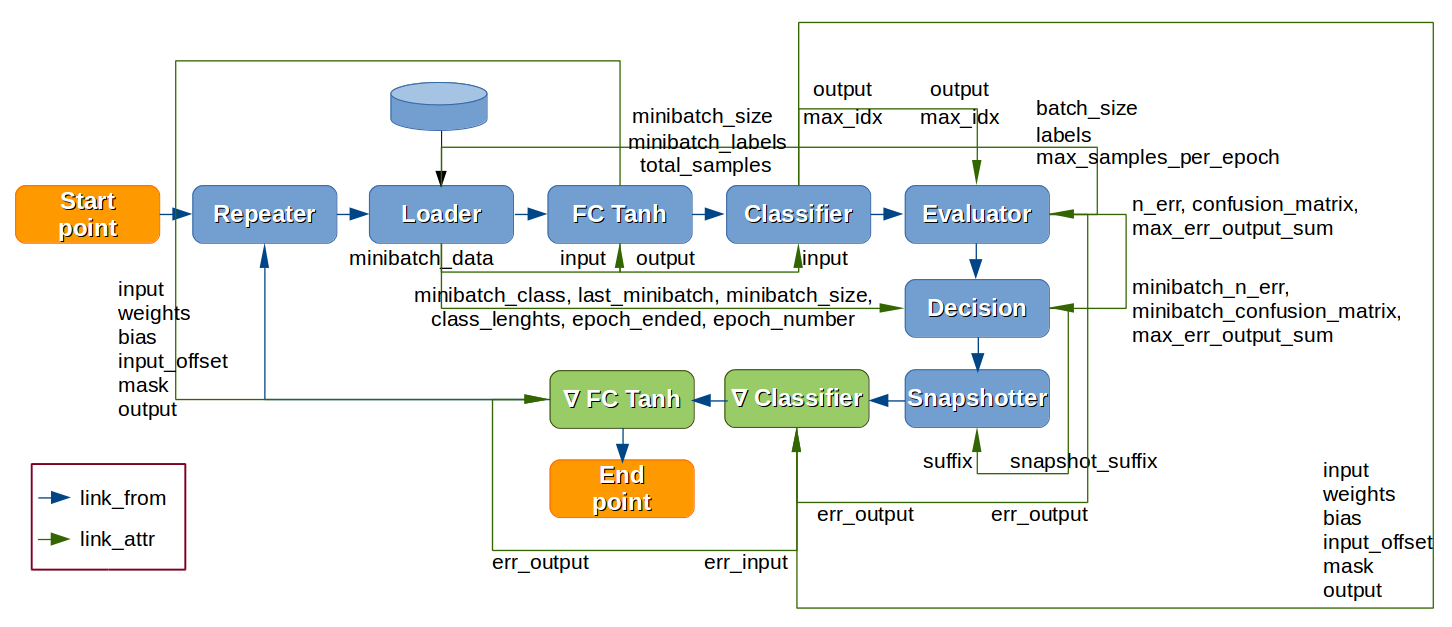 output
output
max_idx
max_idx
minibatch_size
minibatch_labels
total_samples
batch_size
labels
max_samples_per_epoch
Start
point
Repeater
Loader
FC Tanh
Classifier
Evaluator
n_err, confusion_matrix,
max_err_output_sum
minibatch_data
input
output
input
input
weights
bias
input_offset
mask
output
minibatch_class, last_minibatch, minibatch_size,
class_lenghts, epoch_ended, epoch_number
Decision
minibatch_n_err,
minibatch_confusion_matrix,
max_err_output_sum
∇ FC Tanh
∇ Classifier
Snapshotter
End
point
suffix
snapshot_suffix
link_from
link_attr
err_output
err_output
err_output
err_input
input
weights
bias
input_offset
mask
output